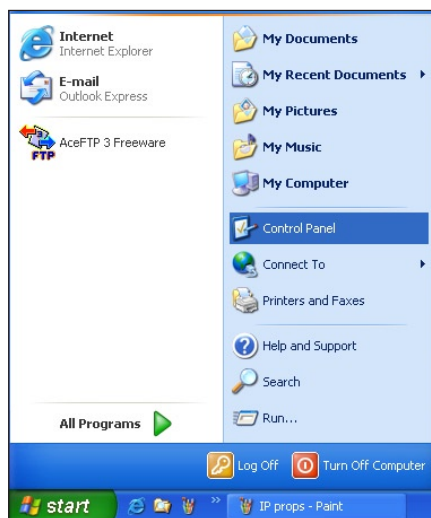 Internet
Internet Explorer
E-mail
Outlook Express
FTP
AceFTP 3 Freeware
All Programs
My Documents
My Recent Documents
My Pictures
My Music
My Computer
Control Panel
Connect To
Printers and Faxes
Help and Support
Search
Run...
Log Off
Turn Off Computer
start
»
IP props - Paint